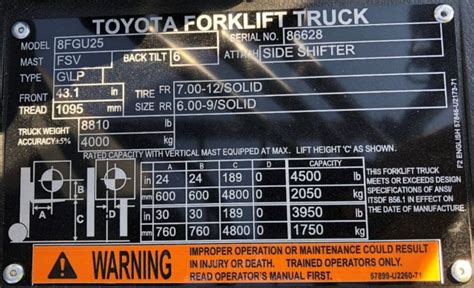 TOYOTA FORKLIFT TRUCK
MODEL 8FGU25 SERIAL NO. 86628
MAST FSV BACK TILT 6 ATTACH SIDE SHIFTER
TYPE G/LP
FRONT 43.1 in TIRE FR 7.00-12/SOLID
TREAD 1095 mm SIZE RR 6.00-9/SOLID
TRUCK WEIGHT 8810 lb
ACCURACY±5% 4000 kg
RATED CAPACITY WITH VERTICAL MAST EQUIPPED AT MAX. LIFT HEIGHT 'C' AS SHOWN.
A B C D CAPACITY
in 24 24 189 0 4500 lb
mm 600 600 4800 0 2050 kg
in 30 30 189 0 3950 lb
mm 760 760 4800 0 1750 kg
A B C D
THIS FORKLIFT TRUCK
MEETS OR EXCEEDS DESIGN
SPECIFICATIONS OF ANSI/
ITSDF B56.1 IN EFFECT ON
THE DATE OF MANUFACTURE.
F2 ENGLISH 57846-U2173-71
WARNING
IMPROPER OPERATION OR MAINTENANCE COULD RESULT
IN INJURY OR DEATH. TRAINED OPERATORS ONLY.
READ OPERATOR'S MANUAL FIRST. 57899-U2260-71